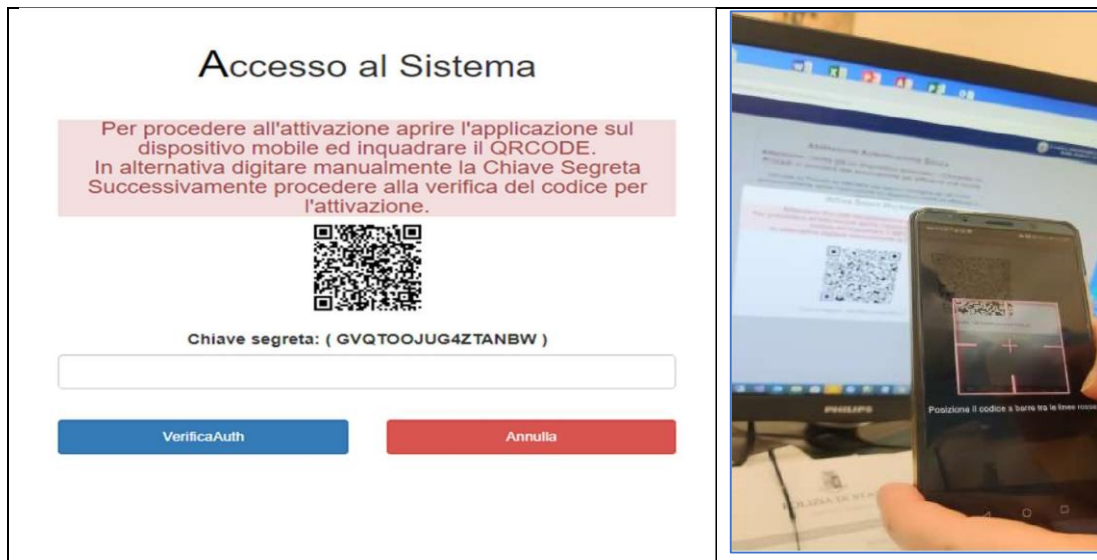 Accesso al Sistema
Per procedere all'attivazione aprire l'applicazione sul
dispositivo mobile ed inquadrare il QRCODE.
In alternativa digitare manualmente la Chiave Segreta
Successivamente procedere alla verifica del codice per
l'attivazione.
Chiave segreta: ( GVQTOOJUG4ZTANBW )
VerificaAuth
Annulla
PHILIPS
Posiziona il codice a barre tra le linee rosse
POLIZIA DI